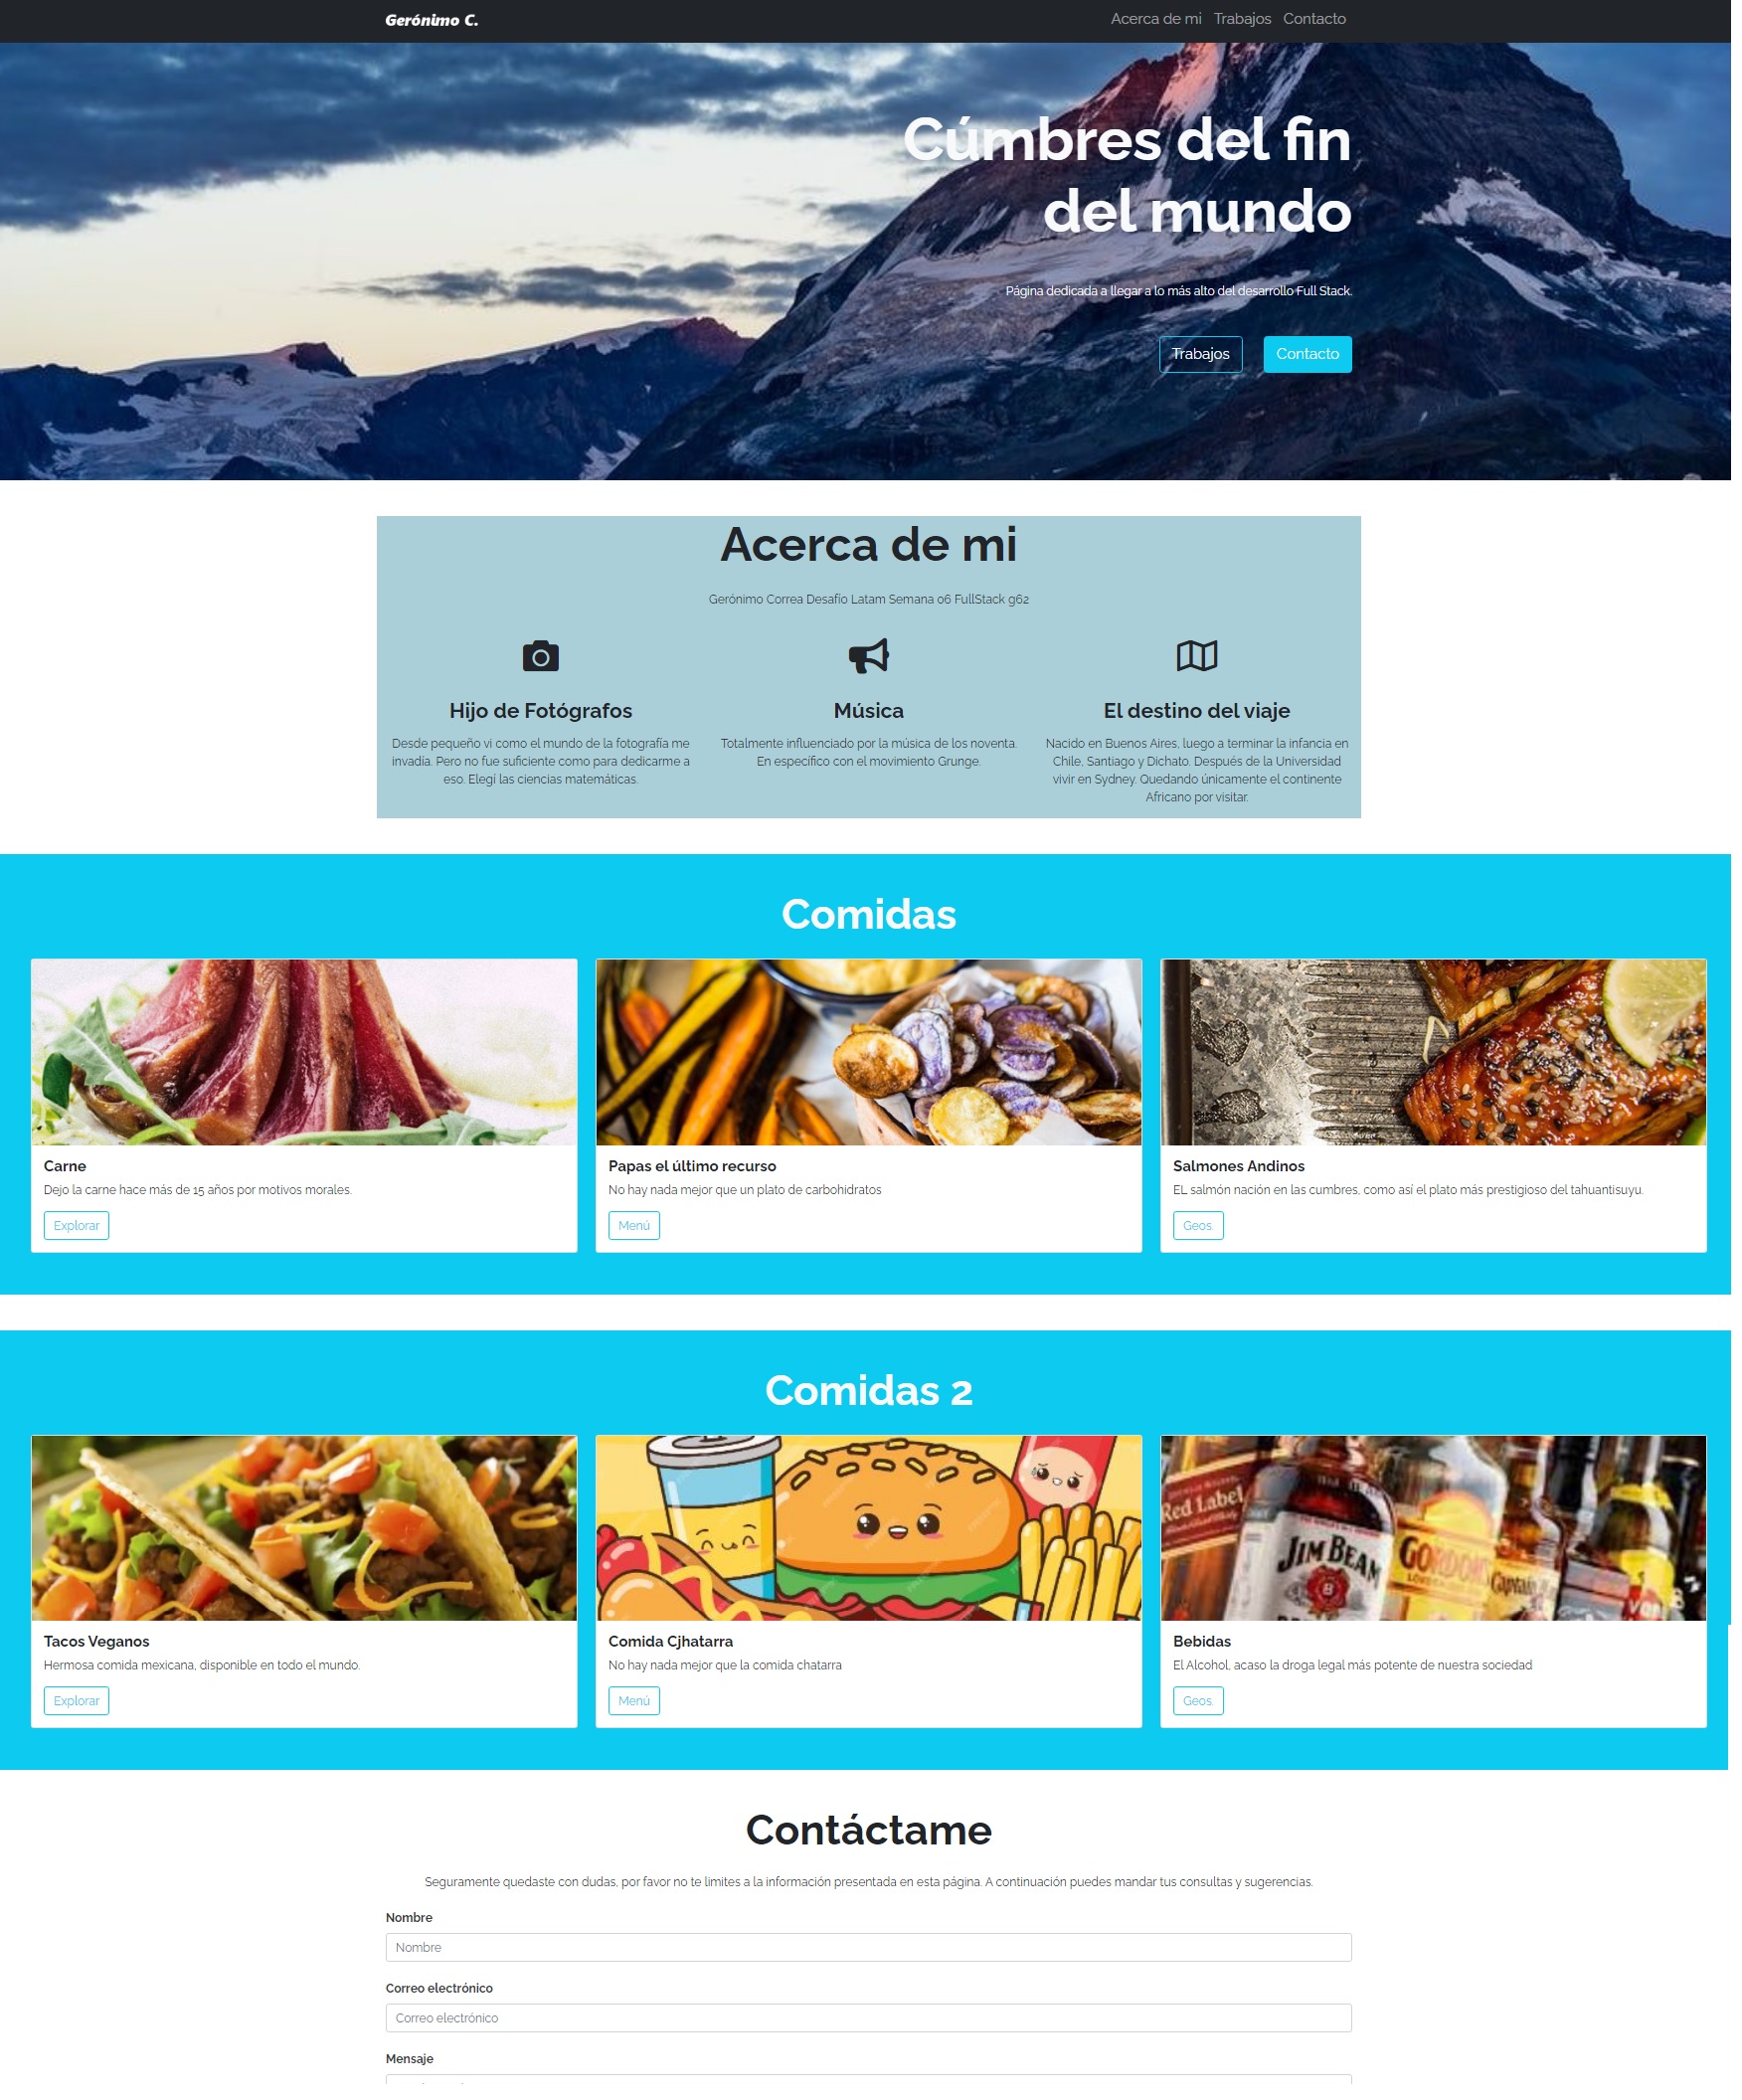 Gerónimo C.
Acerca de mi Trabajos Contacto
Cúmbres del fin
del mundo
Página dedicada a llegar a lo más alto del desarrollo Full Stack.
Trabajos Contacto
Acerca de mi
Gerónimo Correa Desafío Latam Semana 06 FullStack g62
Hijo de Fotógrafos
Desde pequeño vi como el mundo de la fotografía me
invadía. Pero no fue suficiente como para dedicarme a
eso. Elegí las ciencias matemáticas.
Música
Totalmente influenciado por la música de los noventa.
En específico con el movimiento Grunge.
El destino del viaje
Nacido en Buenos Aires, luego a terminar la infancia en
Chile, Santiago y Dichato. Después de la Universidad
vivir en Sydney. Quedando únicamente el continente
Africano por visitar.
Comidas
Carne
Dejo la carne hace más de 15 años por motivos morales.
Explorar
Papas el último recurso
No hay nada mejor que un plato de carbohidratos
Menú
Salmones Andinos
EL salmón nación en las cumbres, como así el plato más prestigioso del tahuantisuyu.
Geos.
Comidas 2
Red Label
JIM BEAM
GORDON
Captain
Tacos Veganos
Hermosa comida mexicana, disponible en todo el mundo.
Explorar
Comida Cjhatarra
No hay nada mejor que la comida chatarra
Menú
Bebidas
El Alcohol, acaso la droga legal más potente de nuestra sociedad
Geos.
Contáctame
Seguramente quedaste con dudas, por favor no te limites a la información presentada en esta página. A continuación puedes mandar tus consultas y sugerencias.
Nombre
Nombre
Correo electrónico
Correo electrónico
Mensaje